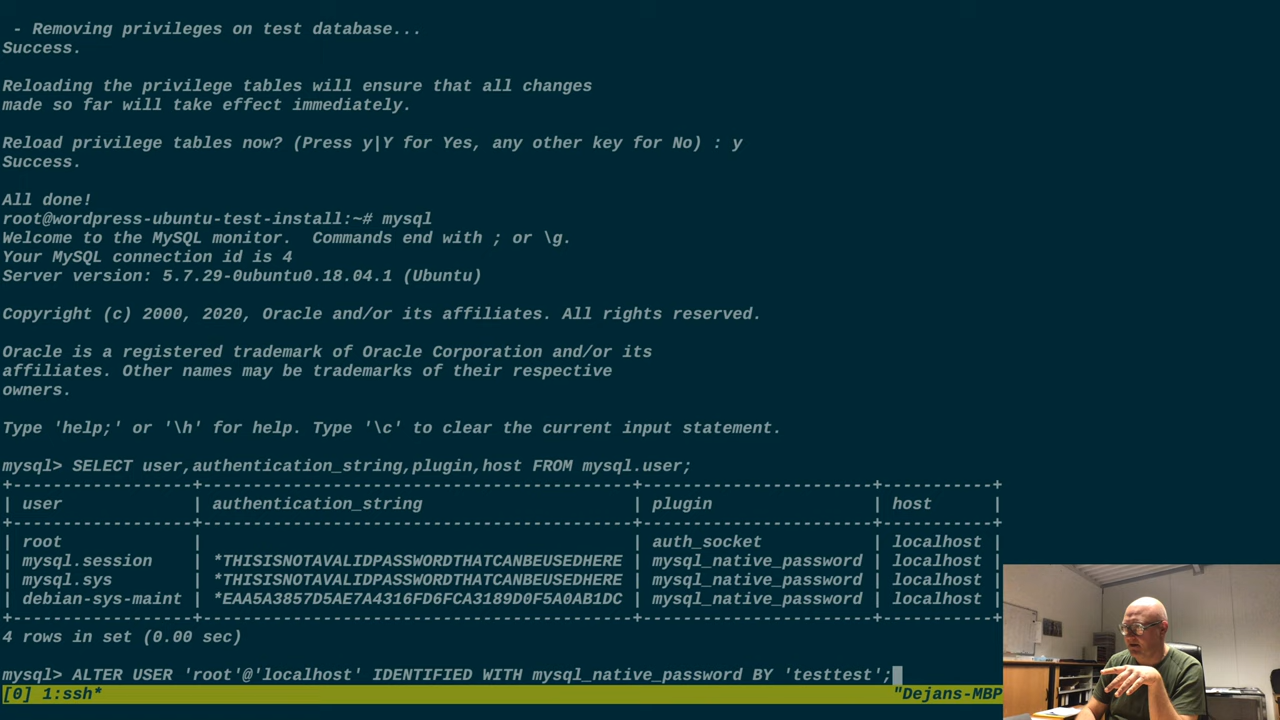 - Removing privileges on test database...
Success.
Reloading the privilege tables will ensure that all changes
made so far will take effect immediately.
Reload privilege tables now? (Press y|Y for Yes, any other key for No) : y
Success.
All done!
root@wordpress-ubuntu-test-install:~# mysql
Welcome to the MySQL monitor.  Commands end with ; or \g.
Your MySQL connection id is 4
Server version: 5.7.29-0ubuntu0.18.04.1 (Ubuntu)
Copyright (c) 2000, 2020, Oracle and/or its affiliates. All rights reserved.
Oracle is a registered trademark of Oracle Corporation and/or its
affiliates. Other names may be trademarks of their respective
owners.
Type 'help;' or '\h' for help. Type '\c' to clear the current input statement.
mysql> SELECT user,authentication_string,plugin,host FROM mysql.user;
+------------------+-------------------------------------------+-----------------------+-----------+
| user             | authentication_string                     | plugin                | host      |
+------------------+-------------------------------------------+-----------------------+-----------+
| root             |                                           | auth_socket           | localhost |
| mysql.session    | *THISISNOTAVALIDPASSWORDTHATCANBEUSEDHERE | mysql_native_password | localhost |
| mysql.sys        | *THISISNOTAVALIDPASSWORDTHATCANBEUSEDHERE | mysql_native_password | localhost |
| debian-sys-maint | *EAA5A3857D5AE7A4316FD6FCA3189D0F5A0AB1DC | mysql_native_password | localhost |
+------------------+-------------------------------------------+-----------------------+-----------+
4 rows in set (0.00 sec)
mysql> ALTER USER 'root'@'localhost' IDENTIFIED WITH mysql_native_password BY 'testtest';
[0] 1:ssh* "Dejans-MBP